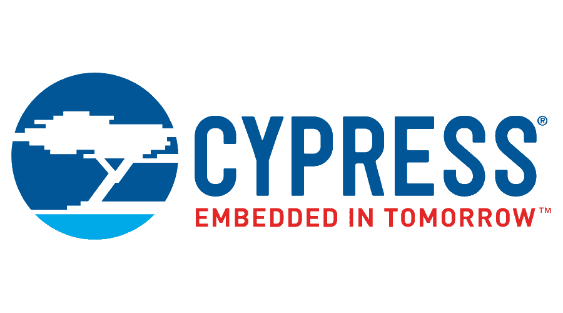 CYPRESS®
EMBEDDED IN TOMORROW™